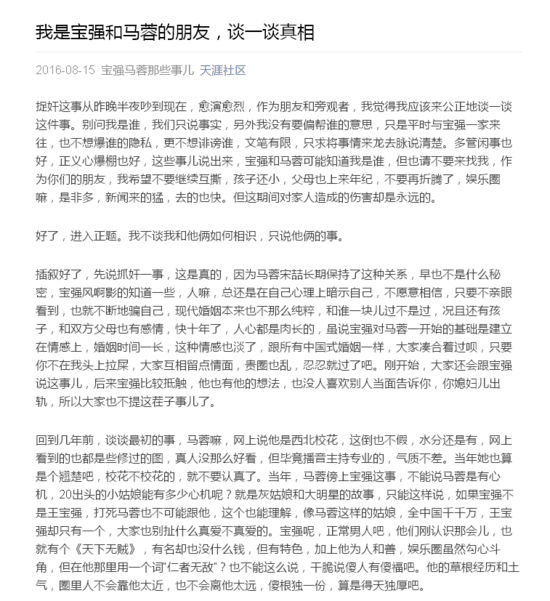 我是宝强和马蓉的朋友，谈一谈真相
2016-08-15 宝强马蓉那些事儿 天涯社区
捉奸这事从昨晚半夜吵到现在，愈演愈烈，作为朋友和旁观者，我觉得我应该来公正地谈一谈
这件事。别问我是谁，我们只说事实，另外我没有要偏帮谁的意思，只是平时与宝强一家来
往，也不想爆谁的隐私，更不想诽谤谁，文笔有限，只求将事情来龙去脉说清楚。多管闲事也
好，正义心爆棚也好，这些事儿说出来，宝强和马蓉可能知道我是谁，但也请不要来找我，作
为你们的朋友，我希望不要继续互撕，孩子还小，父母也上来年纪，不要再折腾了，娱乐圈
嘛，是非多，新闻来的猛，去的也快。但这期间对家人造成的伤害却是永远的。
好了，进入正题。我不谈我和他俩如何相识，只说他俩的事。
插叙好了，先说抓奸一事，这是真的，因为马蓉宋喆长期保持了这种关系，早也不是什么秘
密，宝强风啊影的知道一些，人嘛，总还是在自己心理上暗示自己，不愿意相信，只要不亲眼
看到，也就不断地骗自己，现代婚姻本来也不那么纯粹，和谁一块儿过不是过，况且还有孩
子，和双方父母也有感情，快十年了，人心都是肉长的，虽说宝强对马蓉一开始的基础是建立
在情感上，婚姻时间一长，这种情感也淡了，跟所有中国式婚姻一样，大家凑合着过呗，只要
你不在我头上拉屎，大家互相留点情面，贵圈也乱，忍忍就过了吧。刚开始，大家还会跟宝强
说这事儿，后来宝强比较抵触，他也有他的想法，也没人喜欢别人当面告诉你，你媳妇儿出
轨，所以大家也不提这茬子事儿了。
回到几年前，谈谈最初的事，马蓉嘛，网上说他是西北校花，这倒也不假，水分还是有，网上
看到的也都是些修过的图，真人没那么好看，但毕竟播音主持专业的，气质不差。当年她也算
是个翘楚吧，校花不校花的，就不要认真了。当年，马蓉傍上宝强这事，不能说马蓉是有心
机，20出头的小姑娘能有多少心机呢？就是灰姑娘和大明星的故事，只能这样说，如果宝强不
是王宝强，打死马蓉也不可能跟他，这个也能理解，像马蓉这样的姑娘，全中国千千万，王宝
强却只有一个，大家也别扯什么真爱不真爱的。宝强呢，正常男人吧，他们刚认识那会儿，也
就有个《天下无贼》，有名却也没什么钱，但有特色，加上他为人和善，娱乐圈虽然勾心斗
角，但在他那里用一个词"仁者无敌"？也不能这么说，干脆说傻人有傻福吧。他的草根经历和土
气，圈里人不会靠他太近，也不会离他太远，傻根独一份，算是得天独厚吧。